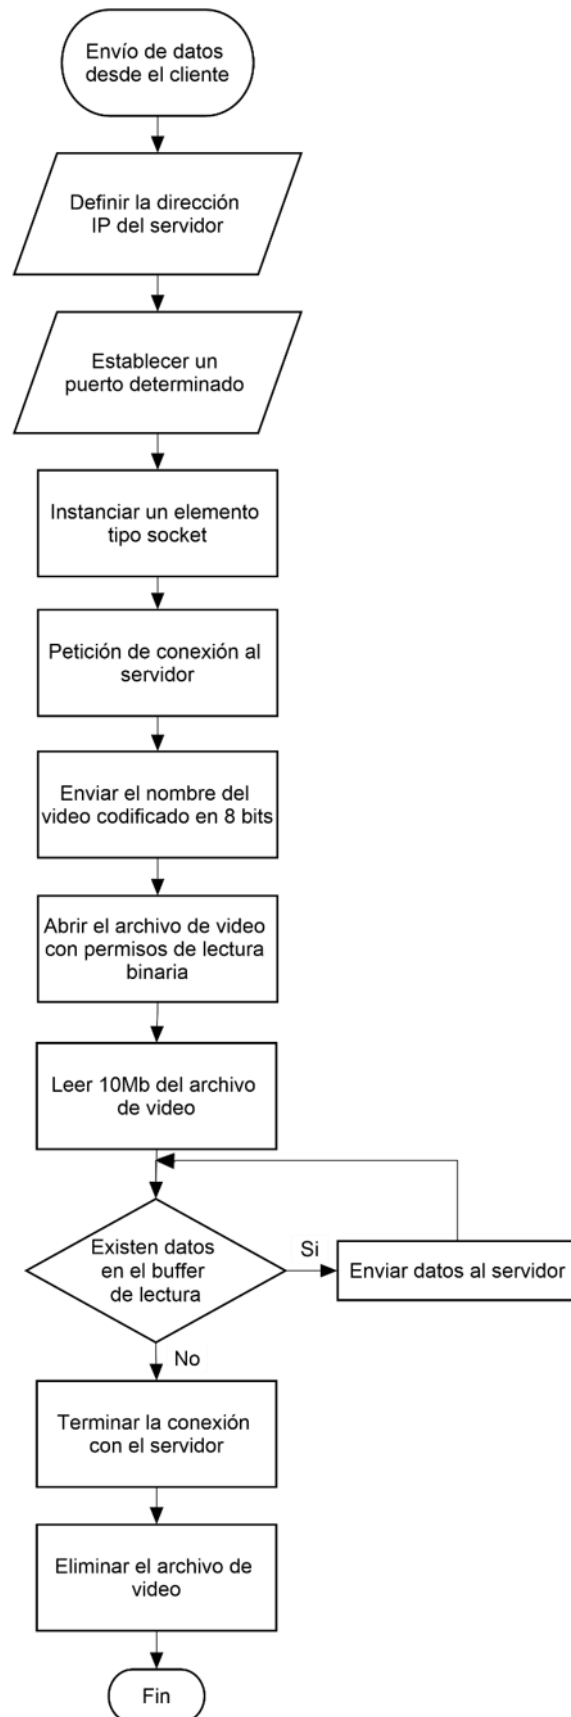 Envío de datos
desde el cliente
Definir la dirección
IP del servidor
Establecer un
puerto determinado
Instanciar un elemento
tipo socket
Petición de conexión al
servidor
Enviar el nombre del
video codificado en 8 bits
Abrir el archivo de video
con permisos de lectura
binaria
Leer 10Mb del archivo
de video
Existen datos
en el buffer
de lectura
Si
Enviar datos al servidor
No
Terminar la conexión
con el servidor
Eliminar el archivo de
video
Fin